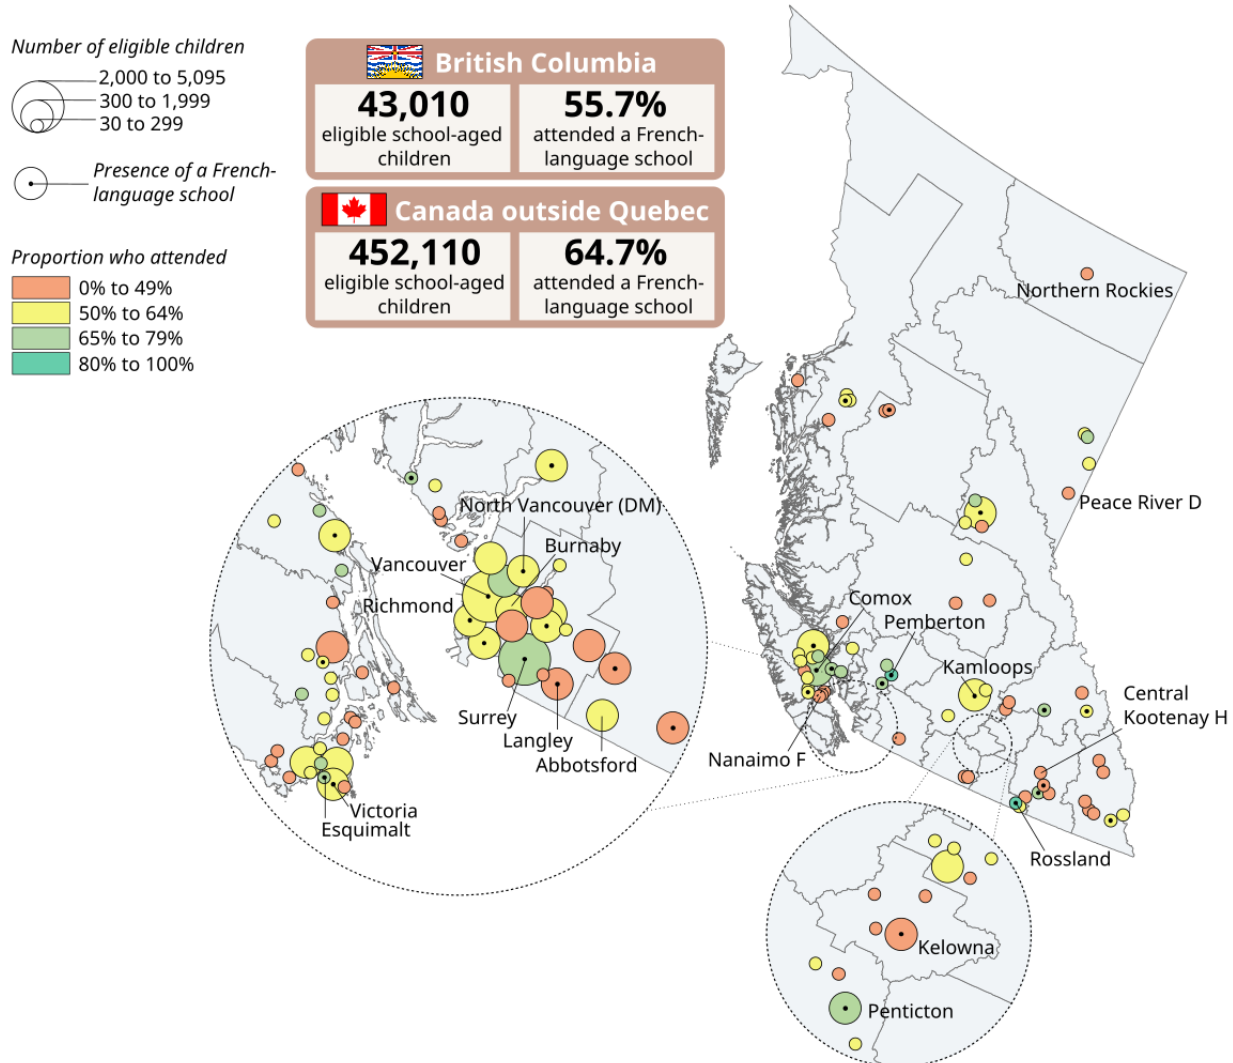 Number of eligible children
2,000 to 5,095
300 to 1,999
30 to 299
Presence of a French-
language school
Proportion who attended
0% to 49%
50% to 64%
65% to 79%
80% to 100%
British Columbia
43,010
eligible school-aged
children
55.7%
attended a French-
language school
Canada outside Quebec
452,110
eligible school-aged
children
64.7%
attended a French-
language school
Northern Rockies
Peace River D
Comox
Pemberton
Kamloops
Central
Kootenay H
Nanaimo F
Rossland
North Vancouver (DM)
Burnaby
Vancouver
Richmond
Surrey
Langley
Abbotsford
Victoria
Esquimalt
Kelowna
Penticton